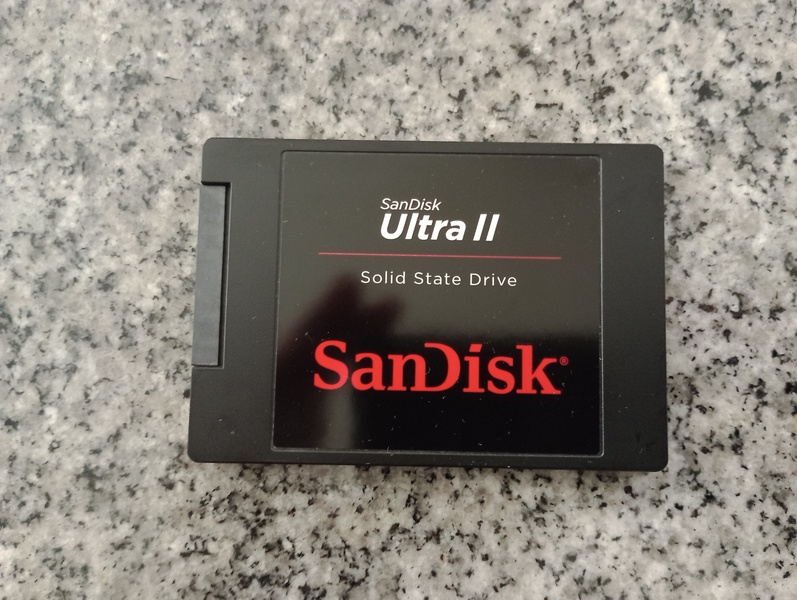 SanDisk
Ultra II
Solid State Drive
SanDisk®